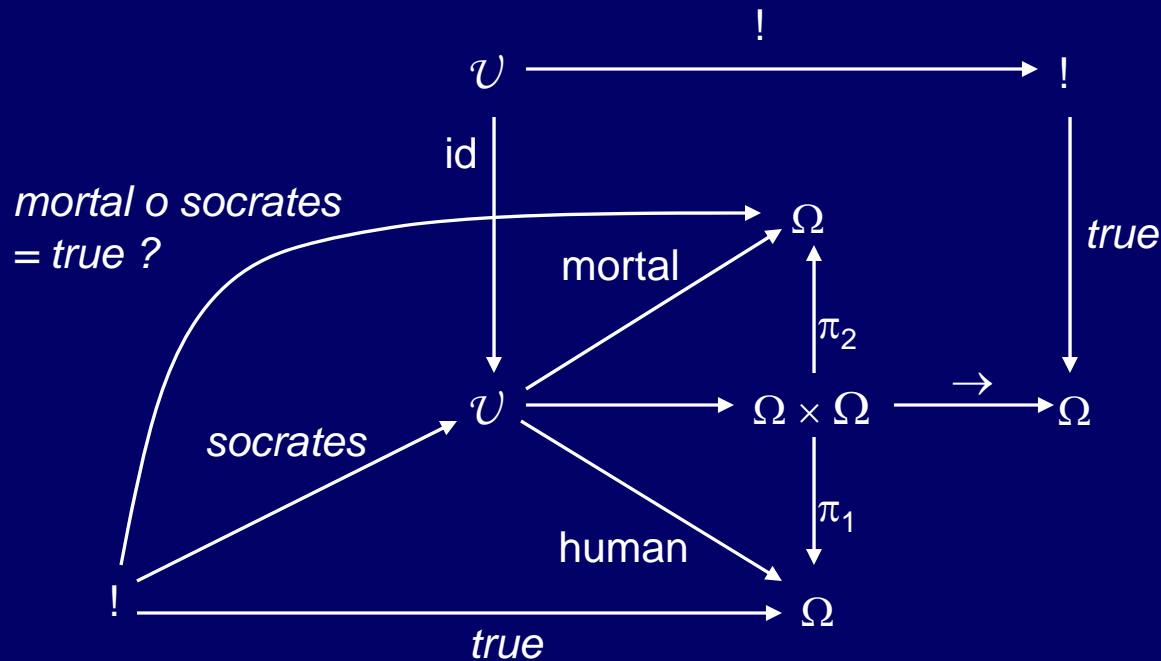 !
𝒰 !
id
mortal o socrates
= true ?
Ω
true
mortal
π₂
→
𝒰 Ω × Ω Ω
socrates
π₁
human
! Ω
true